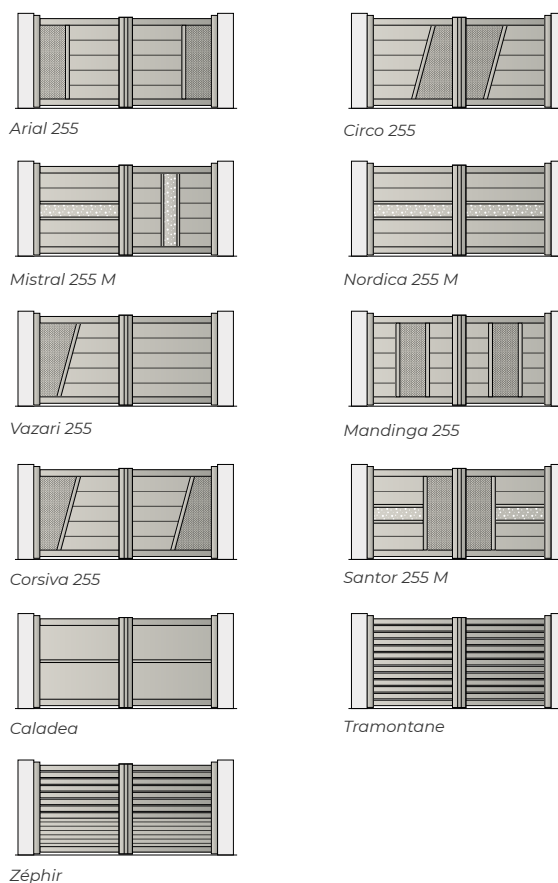 Arial 255
Circo 255
Mistral 255 M
Nordica 255 M
Vazari 255
Mandinga 255
Corsiva 255
Santor 255 M
Caladea
Tramontane
Zéphir